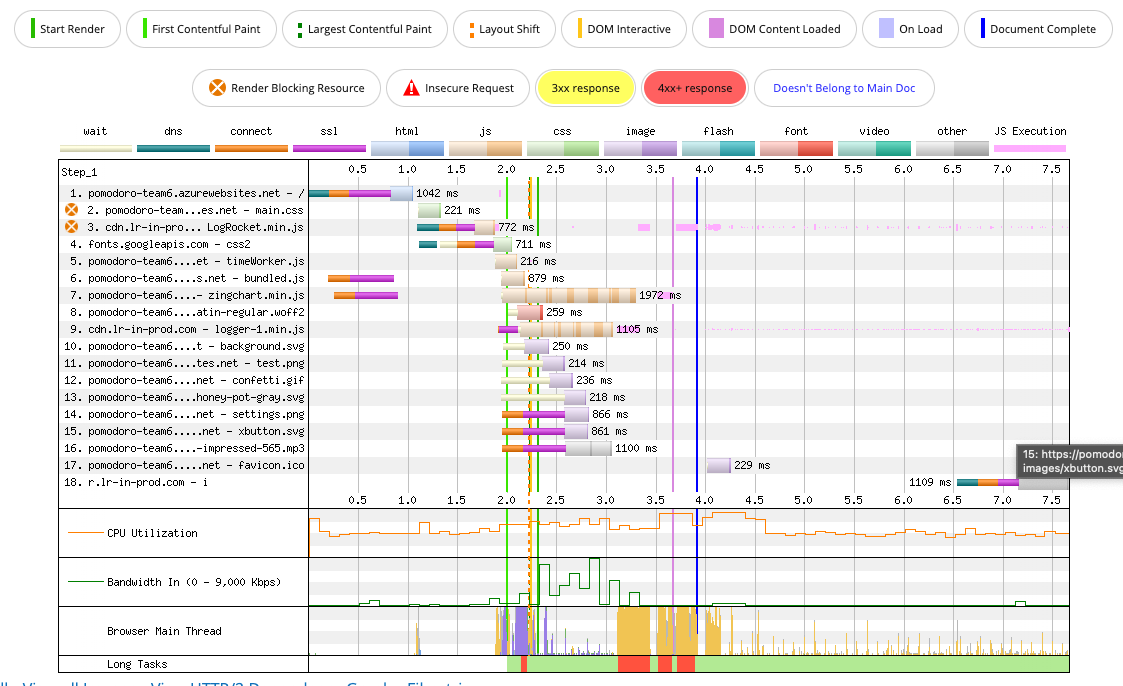 Start Render First Contentful Paint Largest Contentful Paint Layout Shift DOM Interactive DOM Content Loaded On Load Document Complete
Render Blocking Resource Insecure Request 3xx response 4xx+ response Doesn't Belong to Main Doc
wait dns connect ssl html js css image flash font video other JS Execution
Step_1 0.5 1.0 1.5 2.0 2.5 3.0 3.5 4.0 4.5 5.0 5.5 6.0 6.5 7.0 7.5
1. pomodoro-team6.azurewebsites.net - / 1042 ms
2. pomodoro-team...es.net - main.css 221 ms
3. cdn.lr-in-pro... LogRocket.min.js 772 ms
4. fonts.googleapis.com - css2 711 ms
5. pomodoro-team6....et - timeWorker.js 216 ms
6. pomodoro-team6....s.net - bundled.js 879 ms
7. pomodoro-team6....- zingchart.min.js 1972 ms
8. pomodoro-team6....atin-regular.woff2 259 ms
9. cdn.lr-in-prod.com - logger-1.min.js 1105 ms
10. pomodoro-team6....t - background.svg 250 ms
11. pomodoro-team6....tes.net - test.png 214 ms
12. pomodoro-team6....net - confetti.gif 236 ms
13. pomodoro-team6....honey-pot-gray.svg 218 ms
14. pomodoro-team6....net - settings.png 866 ms
15. pomodoro-team6....net - xbutton.svg 861 ms
16. pomodoro-team6....-impressed-565.mp3 1100 ms
17. pomodoro-team6....net - favicon.ico 229 ms
18. r.lr-in-prod.com - i 1109 ms
15: https://pomodo
images/xbutton.svg
0.5 1.0 1.5 2.0 2.5 3.0 3.5 4.0 4.5 5.0 5.5 6.0 6.5 7.0 7.5
CPU Utilization
Bandwidth In (0 - 9,000 Kbps)
Browser Main Thread
Long Tasks